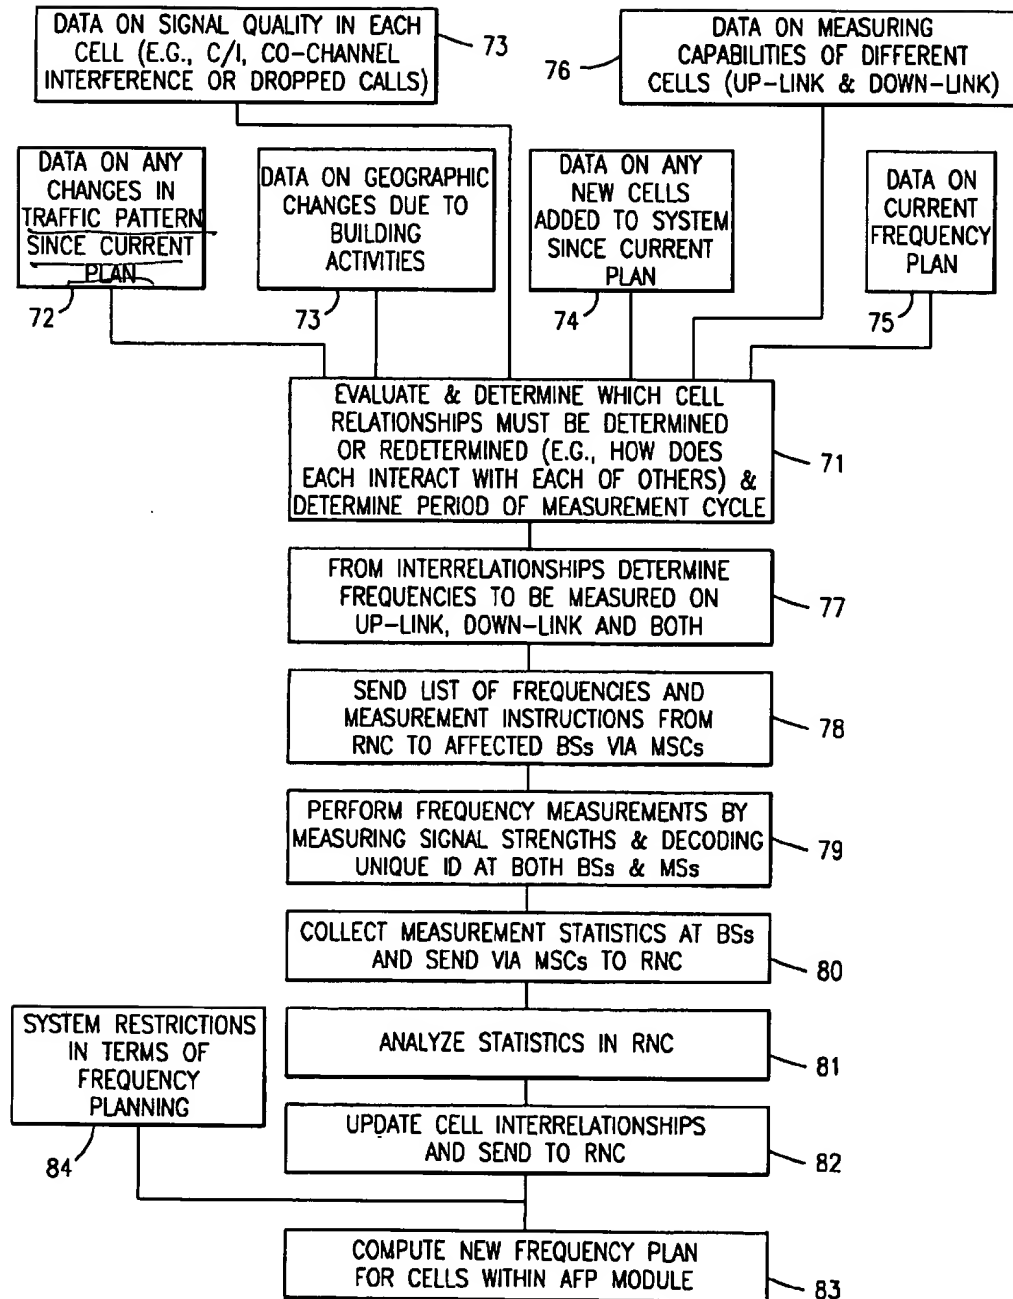 DATA ON SIGNAL QUALITY IN EACH
CELL (E.G., C/I, CO-CHANNEL
INTERFERENCE OR DROPPED CALLS)
73
76
DATA ON MEASURING
CAPABILITIES OF DIFFERENT
CELLS (UP-LINK & DOWN-LINK)
DATA ON ANY
CHANGES IN
TRAFFIC PATTERN
SINCE CURRENT
PLAN
72
DATA ON GEOGRAPHIC
CHANGES DUE TO
BUILDING
ACTIVITIES
73
DATA ON ANY
NEW CELLS
ADDED TO SYSTEM
SINCE CURRENT
PLAN
74
DATA ON
CURRENT
FREQUENCY
PLAN
75
EVALUATE & DETERMINE WHICH CELL
RELATIONSHIPS MUST BE DETERMINED
OR REDETERMINED (E.G., HOW DOES
EACH INTERACT WITH EACH OF OTHERS) &
DETERMINE PERIOD OF MEASUREMENT CYCLE
71
FROM INTERRELATIONSHIPS DETERMINE
FREQUENCIES TO BE MEASURED ON
UP-LINK, DOWN-LINK AND BOTH
77
SEND LIST OF FREQUENCIES AND
MEASUREMENT INSTRUCTIONS FROM
RNC TO AFFECTED BSs VIA MSCs
78
PERFORM FREQUENCY MEASUREMENTS BY
MEASURING SIGNAL STRENGTHS & DECODING
UNIQUE ID AT BOTH BSs & MSs
79
COLLECT MEASUREMENT STATISTICS AT BSs
AND SEND VIA MSCs TO RNC
80
SYSTEM RESTRICTIONS
IN TERMS OF
FREQUENCY
PLANNING
84
ANALYZE STATISTICS IN RNC
81
UPDATE CELL INTERRELATIONSHIPS
AND SEND TO RNC
82
COMPUTE NEW FREQUENCY PLAN
FOR CELLS WITHIN AFP MODULE
83